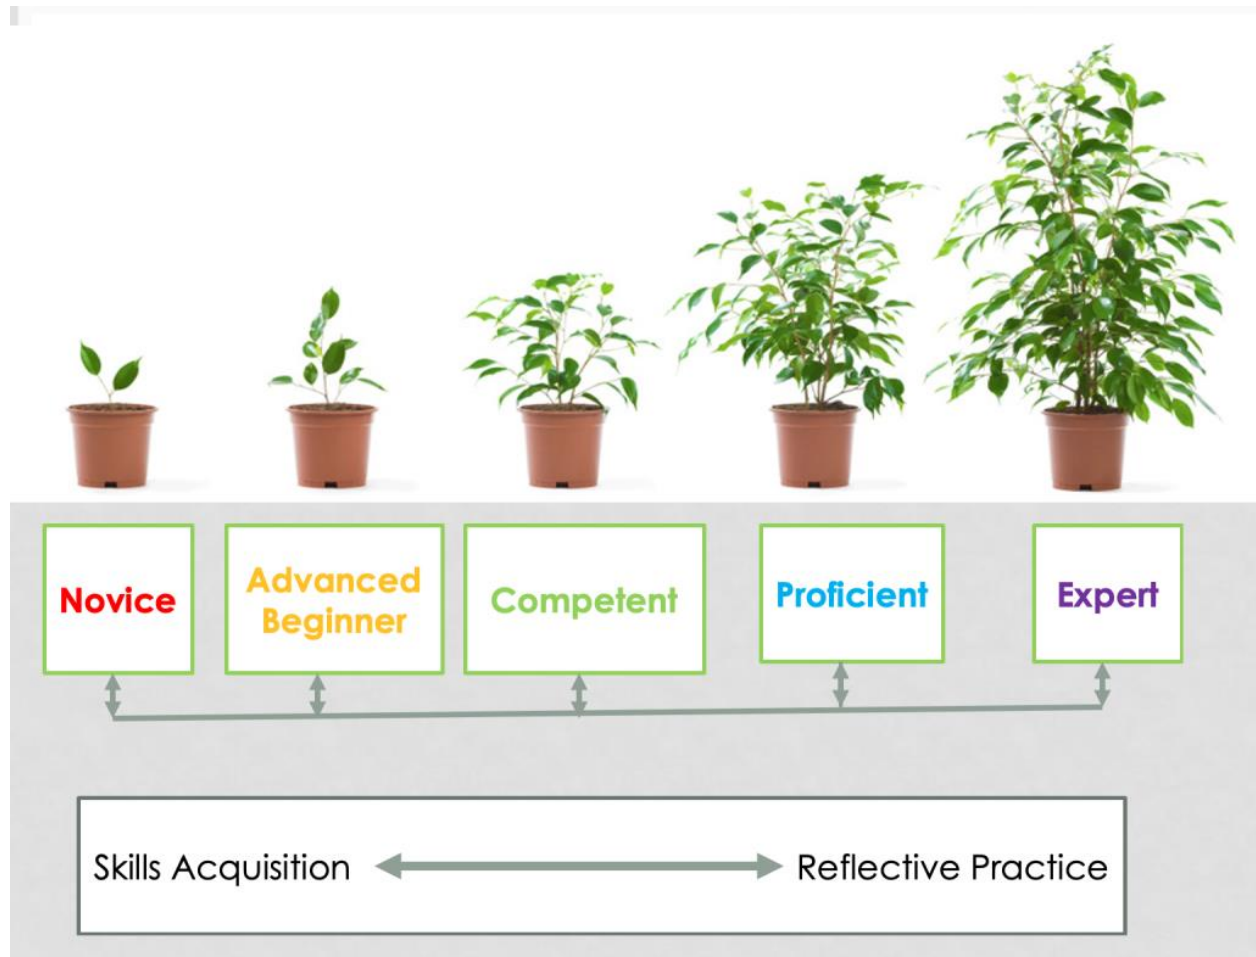 Novice
Advanced
Beginner
Competent
Proficient
Expert
Skills Acquisition
Reflective Practice